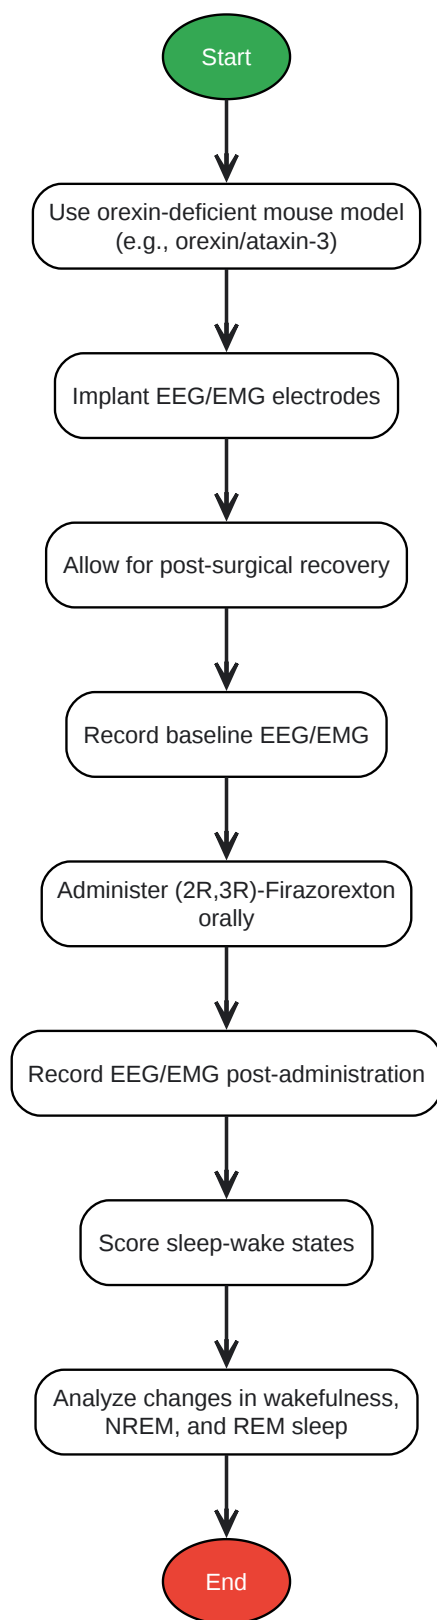 Start
Use orexin-deficient mouse model
(e.g., orexin/ataxin-3)
Implant EEG/EMG electrodes
Allow for post-surgical recovery
Record baseline EEG/EMG
Administer (2R,3R)-Firazorexton
orally
Record EEG/EMG post-administration
Score sleep-wake states
Analyze changes in wakefulness,
NREM, and REM sleep
End